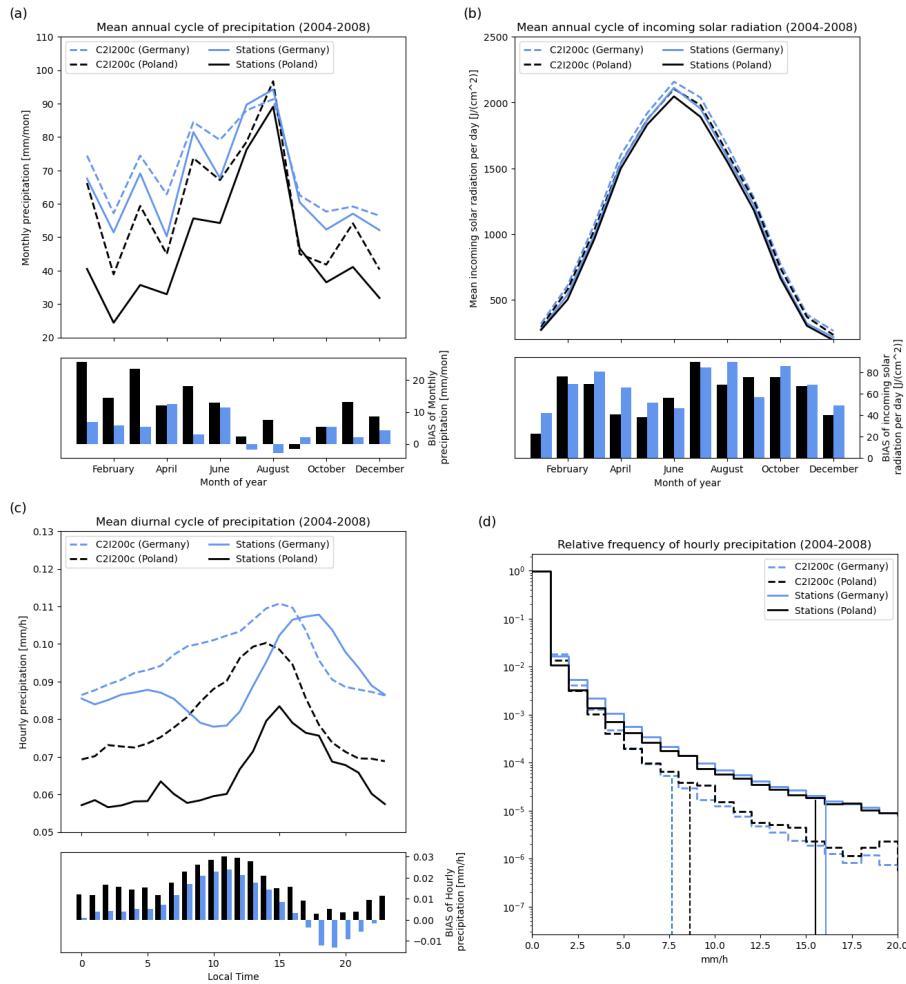 (a)
Mean annual cycle of precipitation (2004-2008)
C2I200c (Germany)
C2I200c (Poland)
Stations (Germany)
Stations (Poland)
Monthly precipitation [mm/mon]
110
100
90
80
70
60
50
40
30
20
20
10
0
BIAS of Monthly
precipitation [mm/mon]
February
April
June
August
October
December
Month of year
(b)
Mean annual cycle of incoming solar radiation (2004-2008)
C2I200c (Germany)
C2I200c (Poland)
Stations (Germany)
Stations (Poland)
Mean incoming solar radiation per day [J/(cm^2)]
2500
2000
1500
1000
500
80
60
40
20
0
BIAS of incoming solar
radiation per day [J/(cm^2)]
February
April
June
August
October
December
Month of year
(c)
Mean diurnal cycle of precipitation (2004-2008)
C2I200c (Germany)
C2I200c (Poland)
Stations (Germany)
Stations (Poland)
Hourly precipitation [mm/h]
0.13
0.12
0.11
0.10
0.09
0.08
0.07
0.06
0.05
0.03
0.02
0.01
0.00
−0.01
BIAS of Hourly
precipitation [mm/h]
0
5
10
15
20
Local Time
(d)
Relative frequency of hourly precipitation (2004-2008)
C2I200c (Germany)
C2I200c (Poland)
Stations (Germany)
Stations (Poland)
10^0
10^−1
10^−2
10^−3
10^−4
10^−5
10^−6
10^−7
0.0
2.5
5.0
7.5
10.0
12.5
15.0
17.5
20.0
mm/h